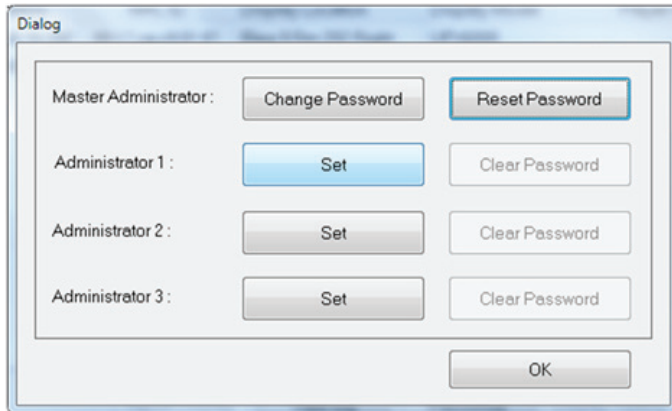 Dialog
Master Administrator : Change Password Reset Password
Administrator 1 : Set Clear Password
Administrator 2 : Set Clear Password
Administrator 3 : Set Clear Password
OK